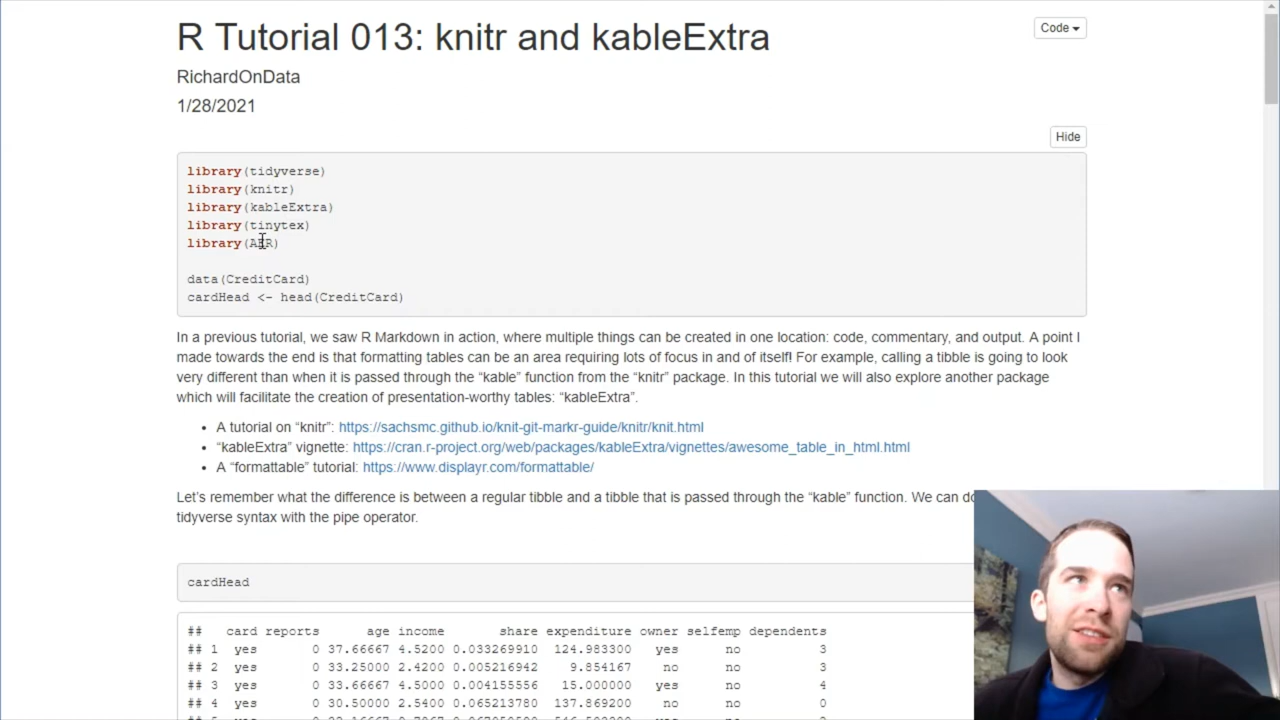 R Tutorial 013: knitr and kableExtra
Code
RichardOnData
1/28/2021
Hide
library(tidyverse)
library(knitr)
library(kableExtra)
library(tinytex)
library(AER)
data(CreditCard)
cardHead <- head(CreditCard)
In a previous tutorial, we saw R Markdown in action, where multiple things can be created in one location: code, commentary, and output. A point I
made towards the end is that formatting tables can be an area requiring lots of focus in and of itself! For example, calling a tibble is going to look
very different than when it is passed through the “kable” function from the “knitr” package. In this tutorial we will also explore another package
which will facilitate the creation of presentation-worthy tables: “kableExtra”.
• A tutorial on “knitr”: https://sachsmc.github.io/knit-git-markr-guide/knitr/knit.html
• “kableExtra” vignette: https://cran.r-project.org/web/packages/kableExtra/vignettes/awesome_table_in_html.html
• A “formattable” tutorial: https://www.displayr.com/formattable/
Let’s remember what the difference is between a regular tibble and a tibble that is passed through the “kable” function. We can do
tidyverse syntax with the pipe operator.
cardHead
## card reports age income share expenditure owner selfemp dependents
## 1 yes 0 37.66667 4.5200 0.033269910 124.983300 yes no 3
## 2 yes 0 33.25000 2.4200 0.005216942 9.854167 no no 3
## 3 yes 0 33.66667 4.5000 0.004155556 15.000000 yes no 4
## 4 yes 0 30.50000 2.5400 0.065213780 137.869200 no no 0